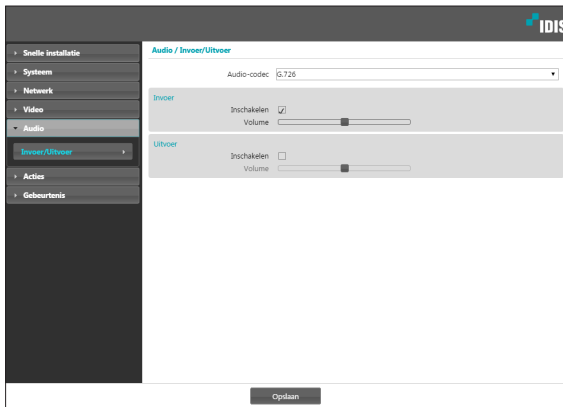 IDIS
Snelle installatie
Systeem
Netwerk
Video
Audio
Invoer/Uitvoer
Acties
Gebeurtenis
Audio / Invoer/Uitvoer
Audio-codec G.726
Invoer
Inschakelen
Volume
Uitvoer
Inschakelen
Volume
Opslaan